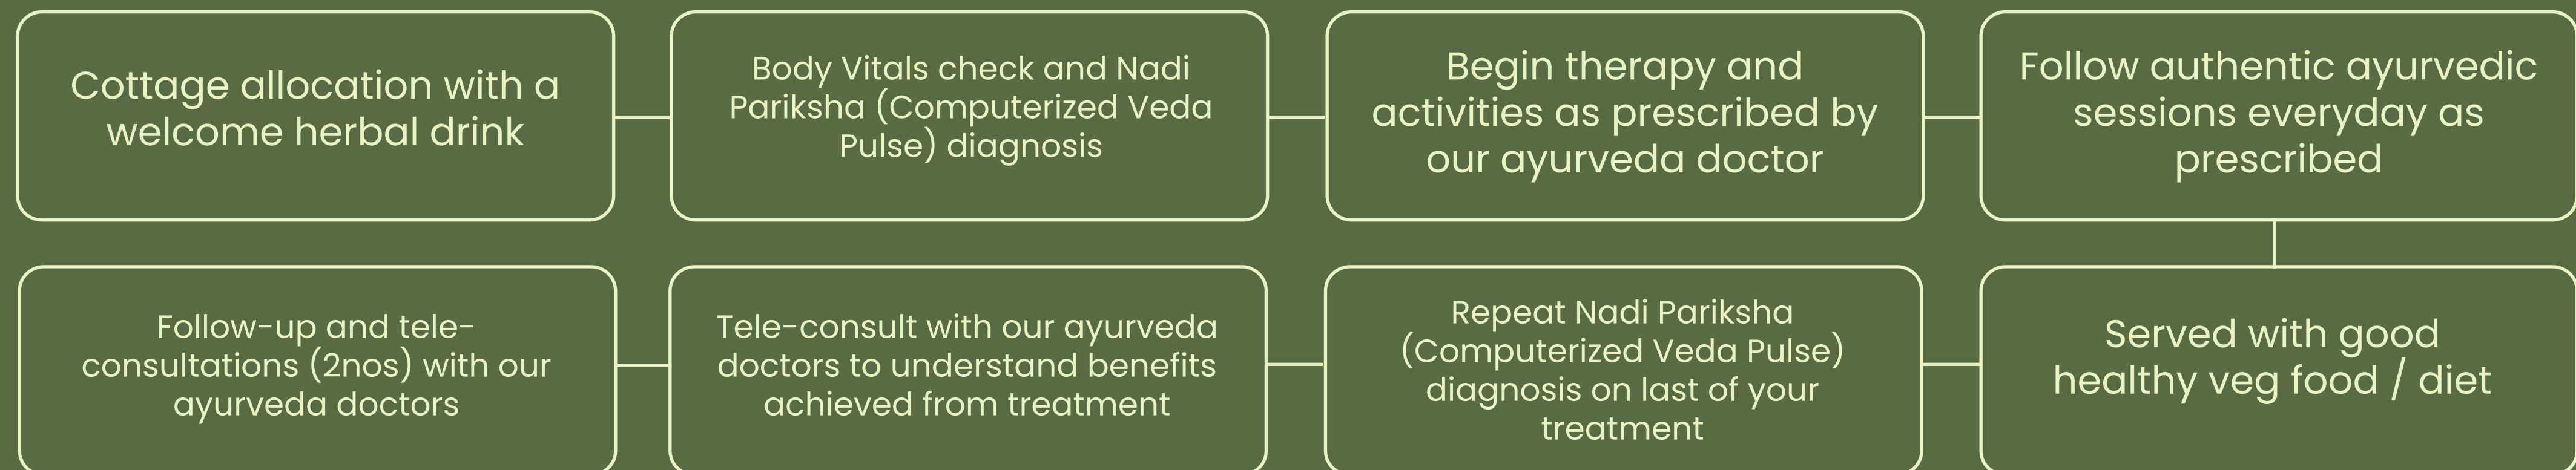 Cottage allocation with a
welcome herbal drink
Body Vitals check and Nadi
Pariksha (Computerized Veda
Pulse) diagnosis
Begin therapy and
activities as prescribed by
our ayurveda doctor
Follow authentic ayurvedic
sessions everyday as
prescribed
Served with good
healthy veg food / diet
Repeat Nadi Pariksha
(Computerized Veda Pulse)
diagnosis on last of your
treatment
Tele-consult with our ayurveda
doctors to understand benefits
achieved from treatment
Follow-up and tele-
consultations (2nos) with our
ayurveda doctors